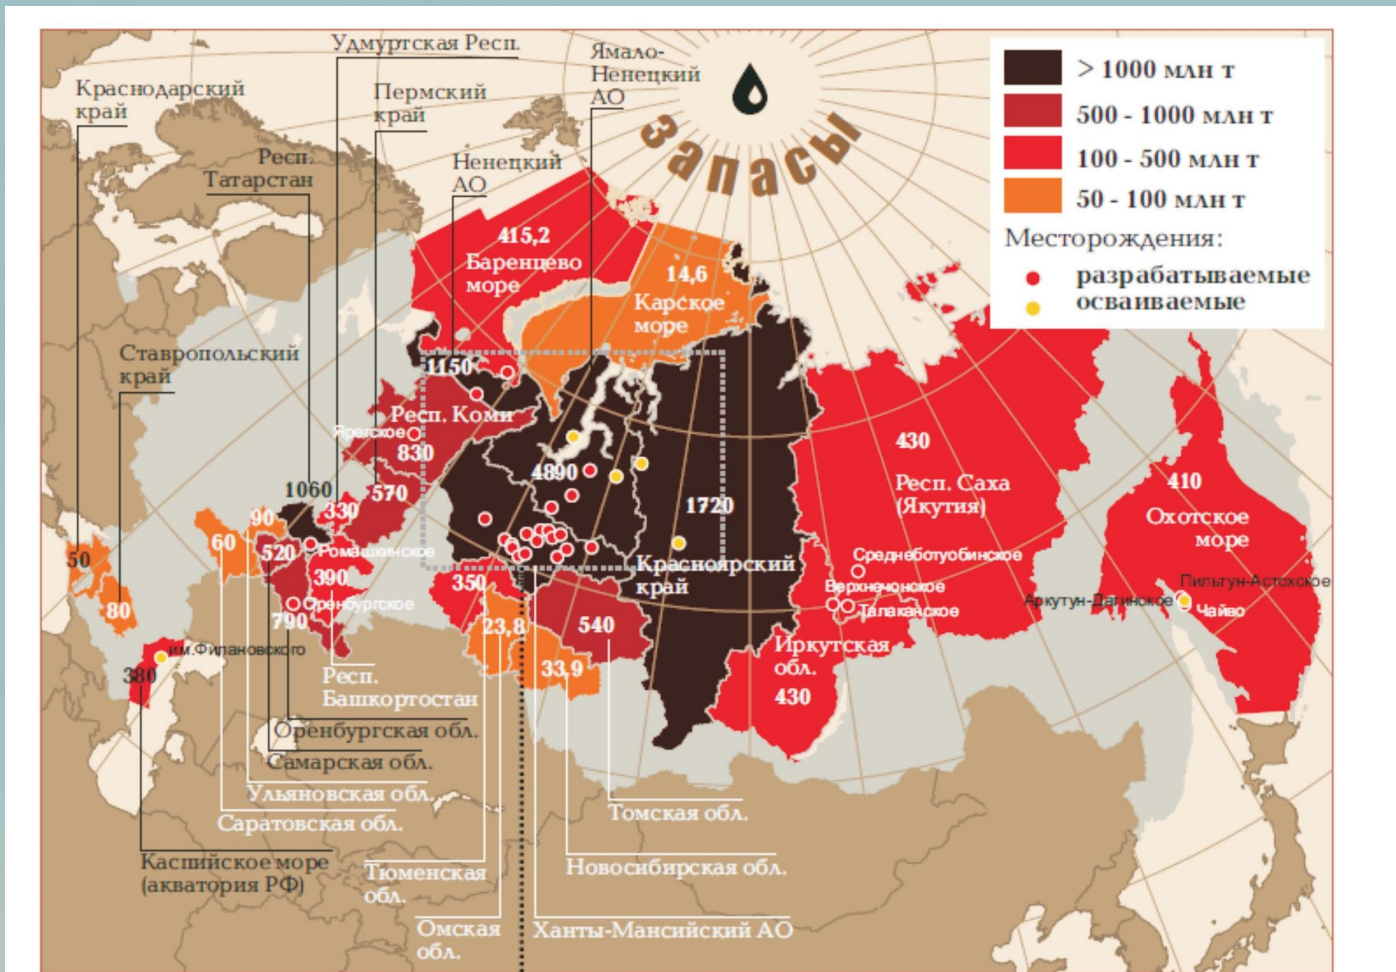 Удмуртская Респ.
Ямало-
Ненецкий
АО
Краснодарский
край
Пермский
край
Респ.
Татарстан
Ненецкий
АО
Запасы
> 1000 млн т
500 - 1000 млн т
100 - 500 млн т
50 - 100 млн т
Месторождения:
разрабатываемые
осваиваемые
415,2
Баренцево
море
14,6
Карское
море
Ставропольский
край
1150
Респ. Коми
Ярегское
830
430
Респ. Саха
(Якутия)
410
Охотское
море
4890
1720
Красноярский
край
1060
570
330
90
60
520
Ромашкинское
390
Оренбургское
790
50
80
350
23,8
540
33,9
Среднеботуобинское
Верхнечонское
Талаканское
Пильтун-Астохское
Аркутун-Дагинское
Чайво
Иркутская
обл.
430
им.Филановского
380
Респ.
Башкортостан
Оренбургская обл.
Самарская обл.
Ульяновская обл.
Саратовская обл.
Каспийское море
(акватория РФ)
Томская обл.
Тюменская
обл.
Новосибирская обл.
Омская
обл.
Ханты-Мансийский АО